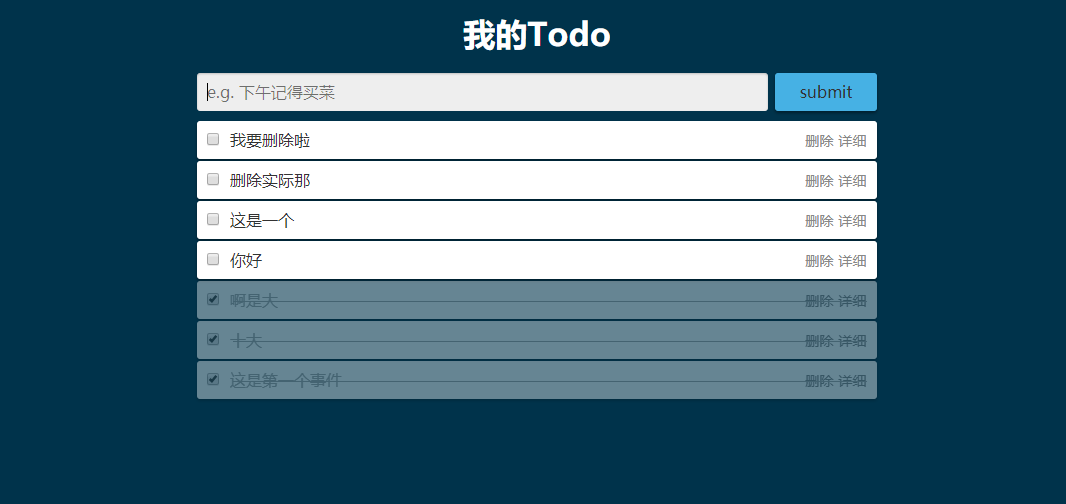 我的Todo
e.g. 下午记得买菜 submit
我要删除啦 删除 详细
删除实际那 删除 详细
这是一个 删除 详细
你好 删除 详细
啊是大 删除 详细
十大 删除 详细
这是第一个事件 删除 详细